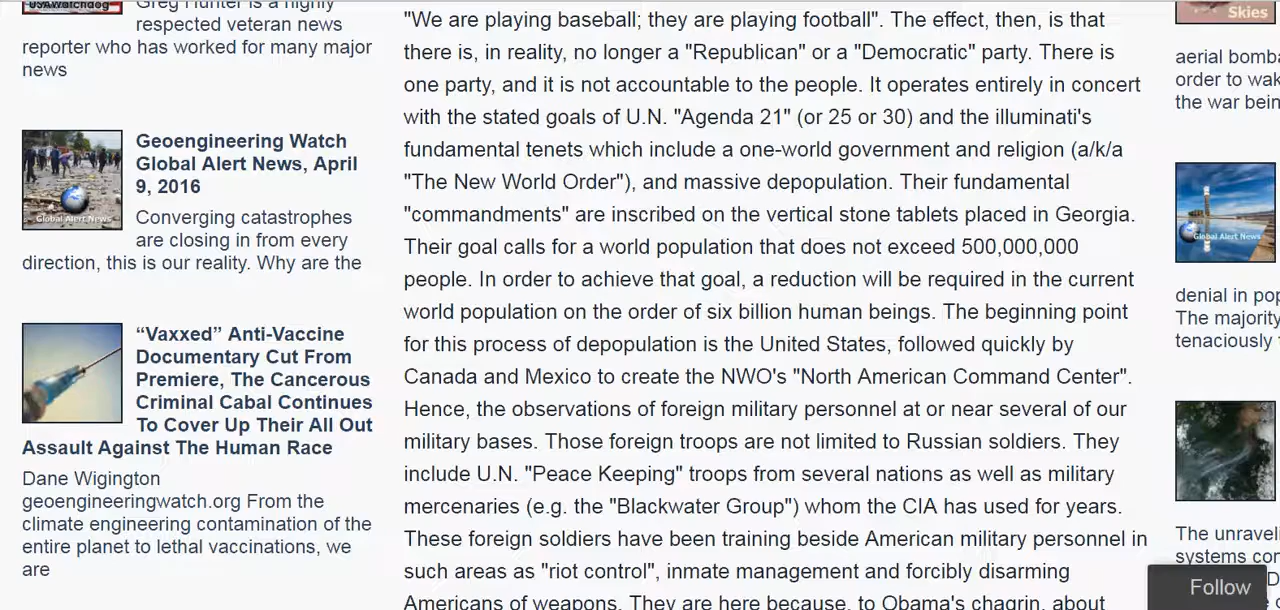 USAWatchdog
Greg Hunter is a highly
respected veteran news
reporter who has worked for many major
news
Geoengineering Watch
Global Alert News, April
9, 2016
Global Alert News
Converging catastrophes
are closing in from every
direction, this is our reality. Why are the
“Vaxxed” Anti-Vaccine
Documentary Cut From
Premiere, The Cancerous
Criminal Cabal Continues
To Cover Up Their All Out
Assault Against The Human Race
Dane Wigington
geoengineeringwatch.org From the
climate engineering contamination of the
entire planet to lethal vaccinations, we
are
"We are playing baseball; they are playing football". The effect, then, is that
there is, in reality, no longer a "Republican" or a "Democratic" party. There is
one party, and it is not accountable to the people. It operates entirely in concert
with the stated goals of U.N. "Agenda 21" (or 25 or 30) and the illuminati's
fundamental tenets which include a one-world government and religion (a/k/a
"The New World Order"), and massive depopulation. Their fundamental
"commandments" are inscribed on the vertical stone tablets placed in Georgia.
Their goal calls for a world population that does not exceed 500,000,000
people. In order to achieve that goal, a reduction will be required in the current
world population on the order of six billion human beings. The beginning point
for this process of depopulation is the United States, followed quickly by
Canada and Mexico to create the NWO's "North American Command Center".
Hence, the observations of foreign military personnel at or near several of our
military bases. Those foreign troops are not limited to Russian soldiers. They
include U.N. "Peace Keeping" troops from several nations as well as military
mercenaries (e.g. the "Blackwater Group") whom the CIA has used for years.
These foreign soldiers have been training beside American military personnel in
such areas as "riot control", inmate management and forcibly disarming
Americans of weapons. They are here because, to Obama's chagrin, about
Skies
aerial bomba
order to wak
the war bein
Global Alert News
denial in pop
The majority
tenaciously
The unravel
systems con
Follow